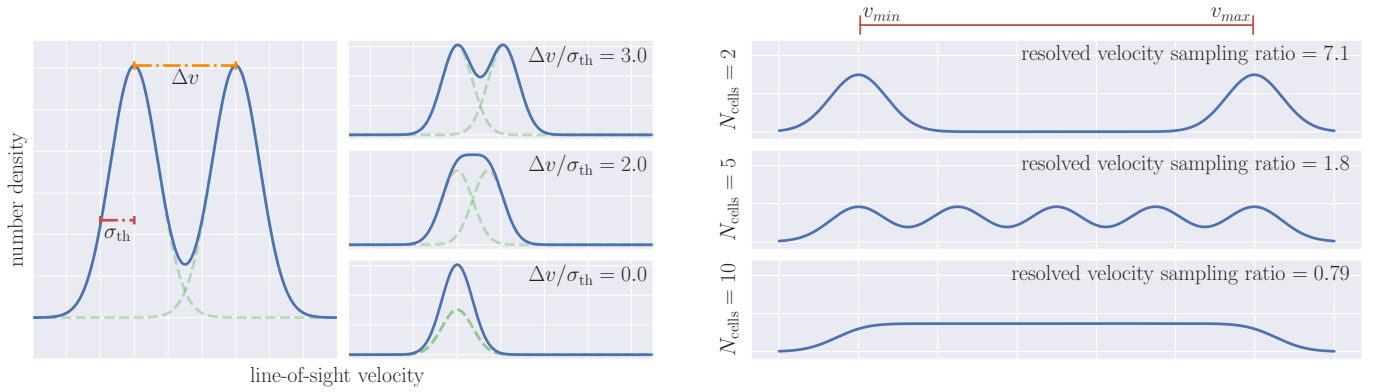 number density
Δv
σ_th
Δv/σ_th = 3.0
Δv/σ_th = 2.0
Δv/σ_th = 0.0
line-of-sight velocity
v_min
v_max
N_cells = 2
resolved velocity sampling ratio = 7.1
N_cells = 5
resolved velocity sampling ratio = 1.8
N_cells = 10
resolved velocity sampling ratio = 0.79